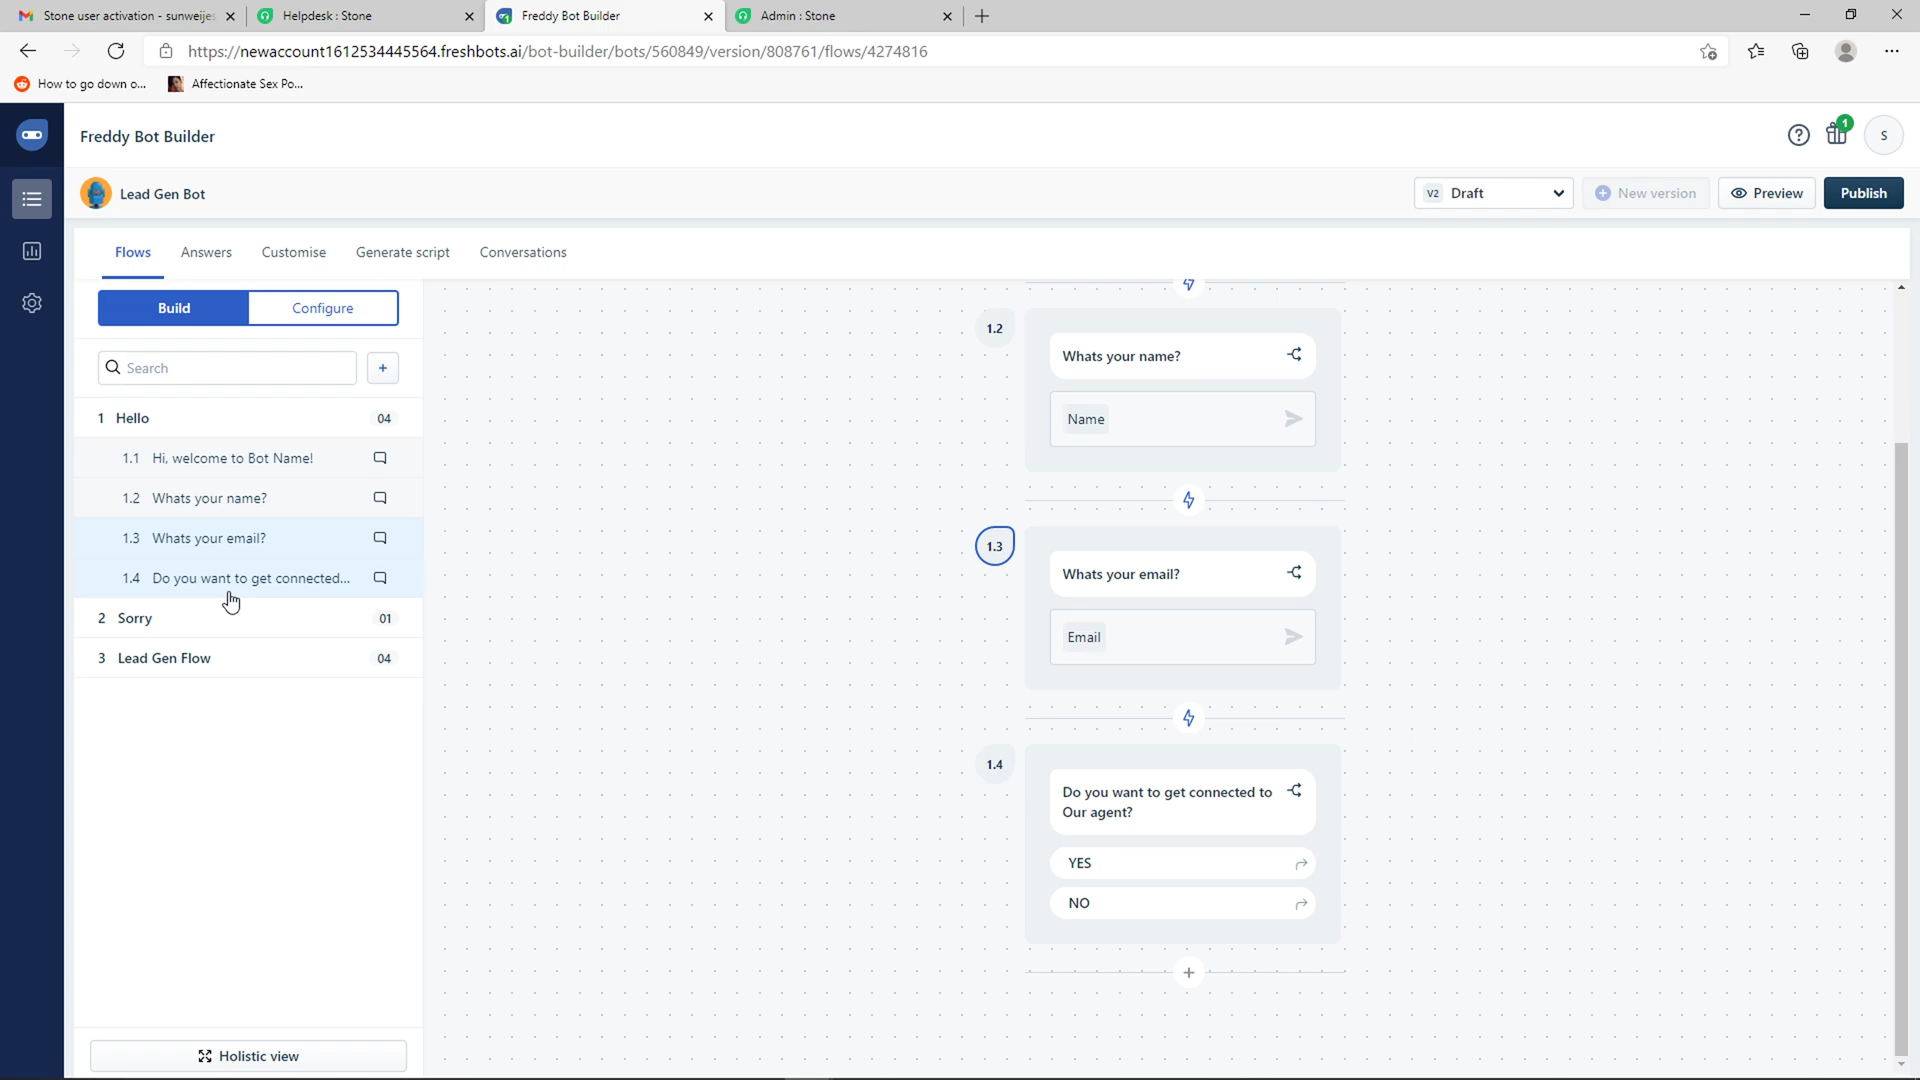 Stone user activation - sunweijes
Helpdesk : Stone
Freddy Bot Builder
Admin : Stone
https://newaccount1612534445564.freshbots.ai/bot-builder/bots/560849/version/808761/flows/4274816
How to go down o...
Affectionate Sex Po...
Freddy Bot Builder
1
S
Lead Gen Bot
V2 Draft
New version
Preview
Publish
Flows
Answers
Customise
Generate script
Conversations
Build
Configure
Search
+
1 Hello 04
1.1 Hi, welcome to Bot Name!
1.2 Whats your name?
1.3 Whats your email?
1.4 Do you want to get connected...
2 Sorry 01
3 Lead Gen Flow 04
Holistic view
1.2
Whats your name?
Name
1.3
Whats your email?
Email
1.4
Do you want to get connected to
Our agent?
YES
NO
+